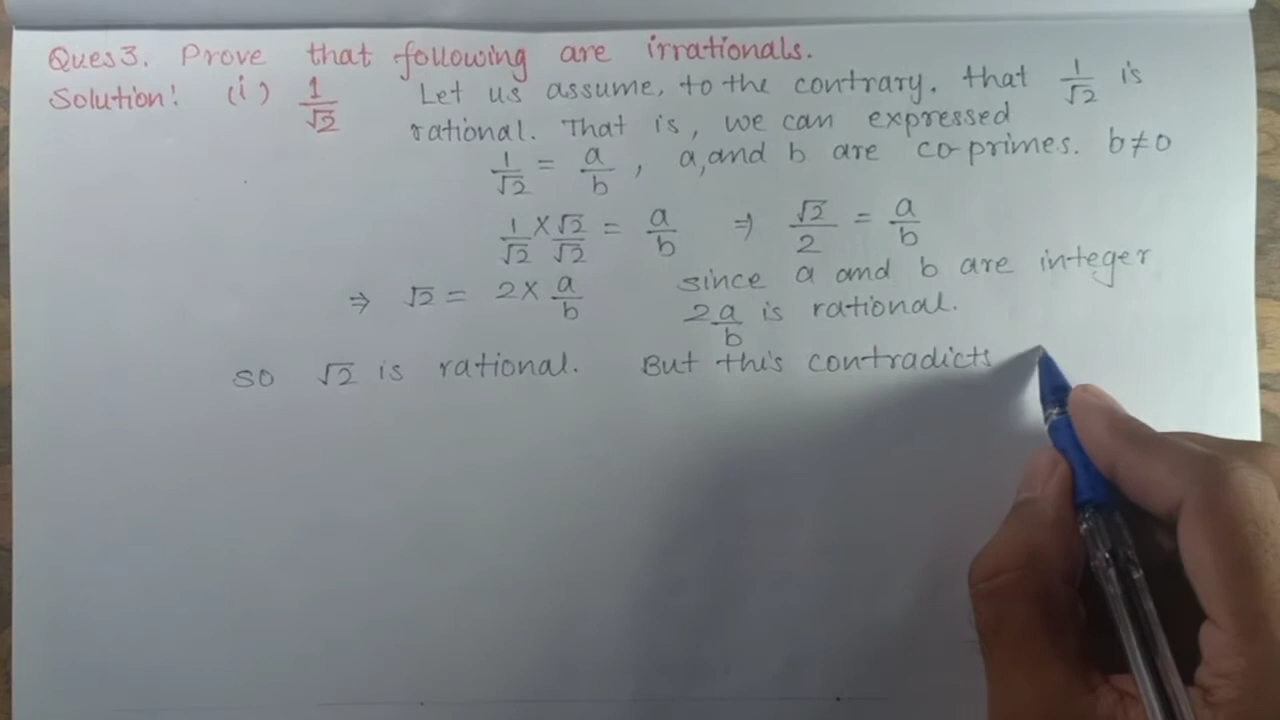 Ques 3. Prove that following are irrationals.
Solution: (i) 1/√2 Let us assume, to the contrary, that 1/√2 is
rational. That is, we can expressed
1/√2 = a/b , a, and b are co-primes. b≠0
1/√2 × √2/√2 = a/b ⇒ √2/2 = a/b
⇒ √2 = 2× a/b since a and b are integer
2a/b is rational.
so √2 is rational. But this contradicts